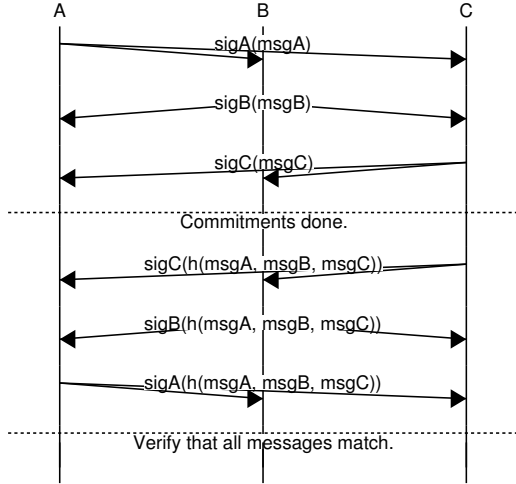 A B C
sigA(msgA)
sigB(msgB)
sigC(msgC)
Commitments done.
sigC(h(msgA, msgB, msgC))
sigB(h(msgA, msgB, msgC))
sigA(h(msgA, msgB, msgC))
Verify that all messages match.